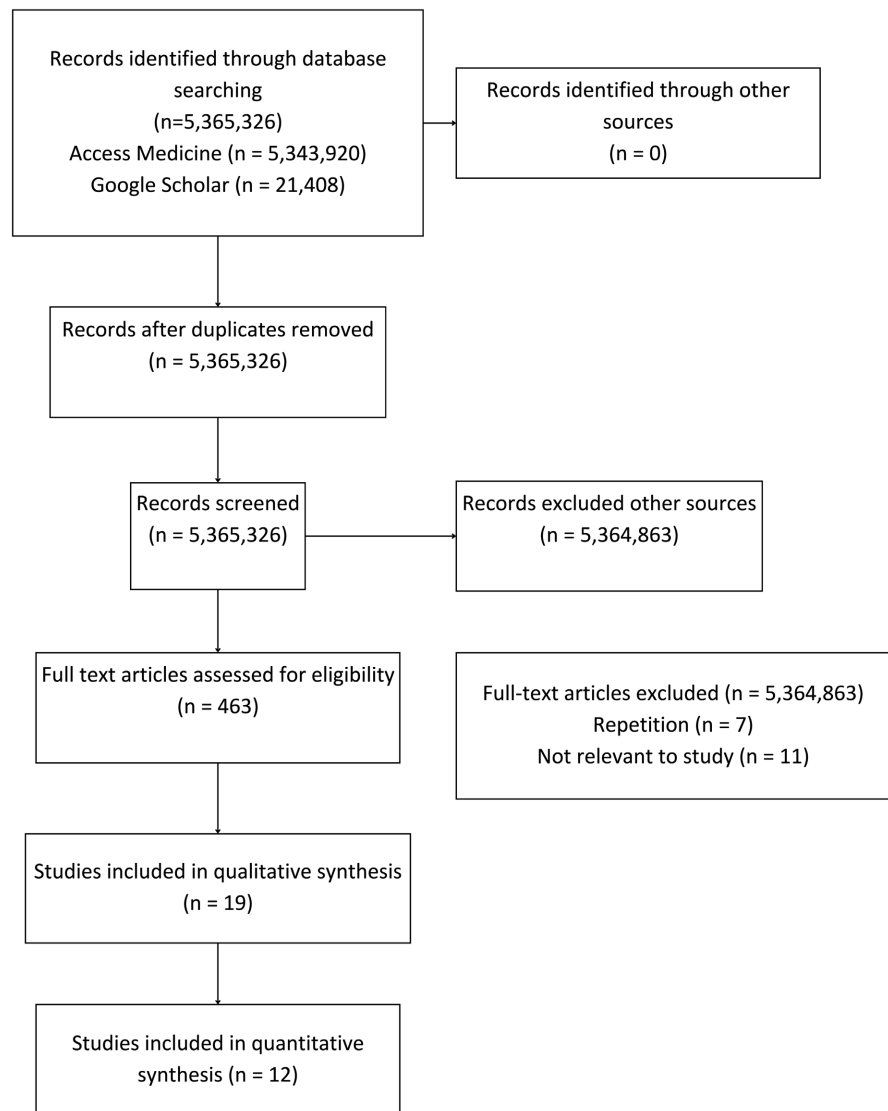 Records identified through database
searching
(n=5,365,326)
Access Medicine (n = 5,343,920)
Google Scholar (n = 21,408)
Records identified through other
sources
(n = 0)
Records after duplicates removed
(n = 5,365,326)
Records screened
(n = 5,365,326)
Records excluded other sources
(n = 5,364,863)
Full text articles assessed for eligibility
(n = 463)
Full-text articles excluded (n = 5,364,863)
Repetition (n = 7)
Not relevant to study (n = 11)
Studies included in qualitative synthesis
(n = 19)
Studies included in quantitative
synthesis (n = 12)